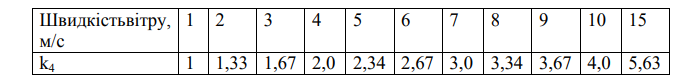 Швидкістьвітру, 1 2 3 4 5 6 7 8 9 10 15
м/с
k4 1 1,33 1,67 2,0 2,34 2,67 3,0 3,34 3,67 4,0 5,63